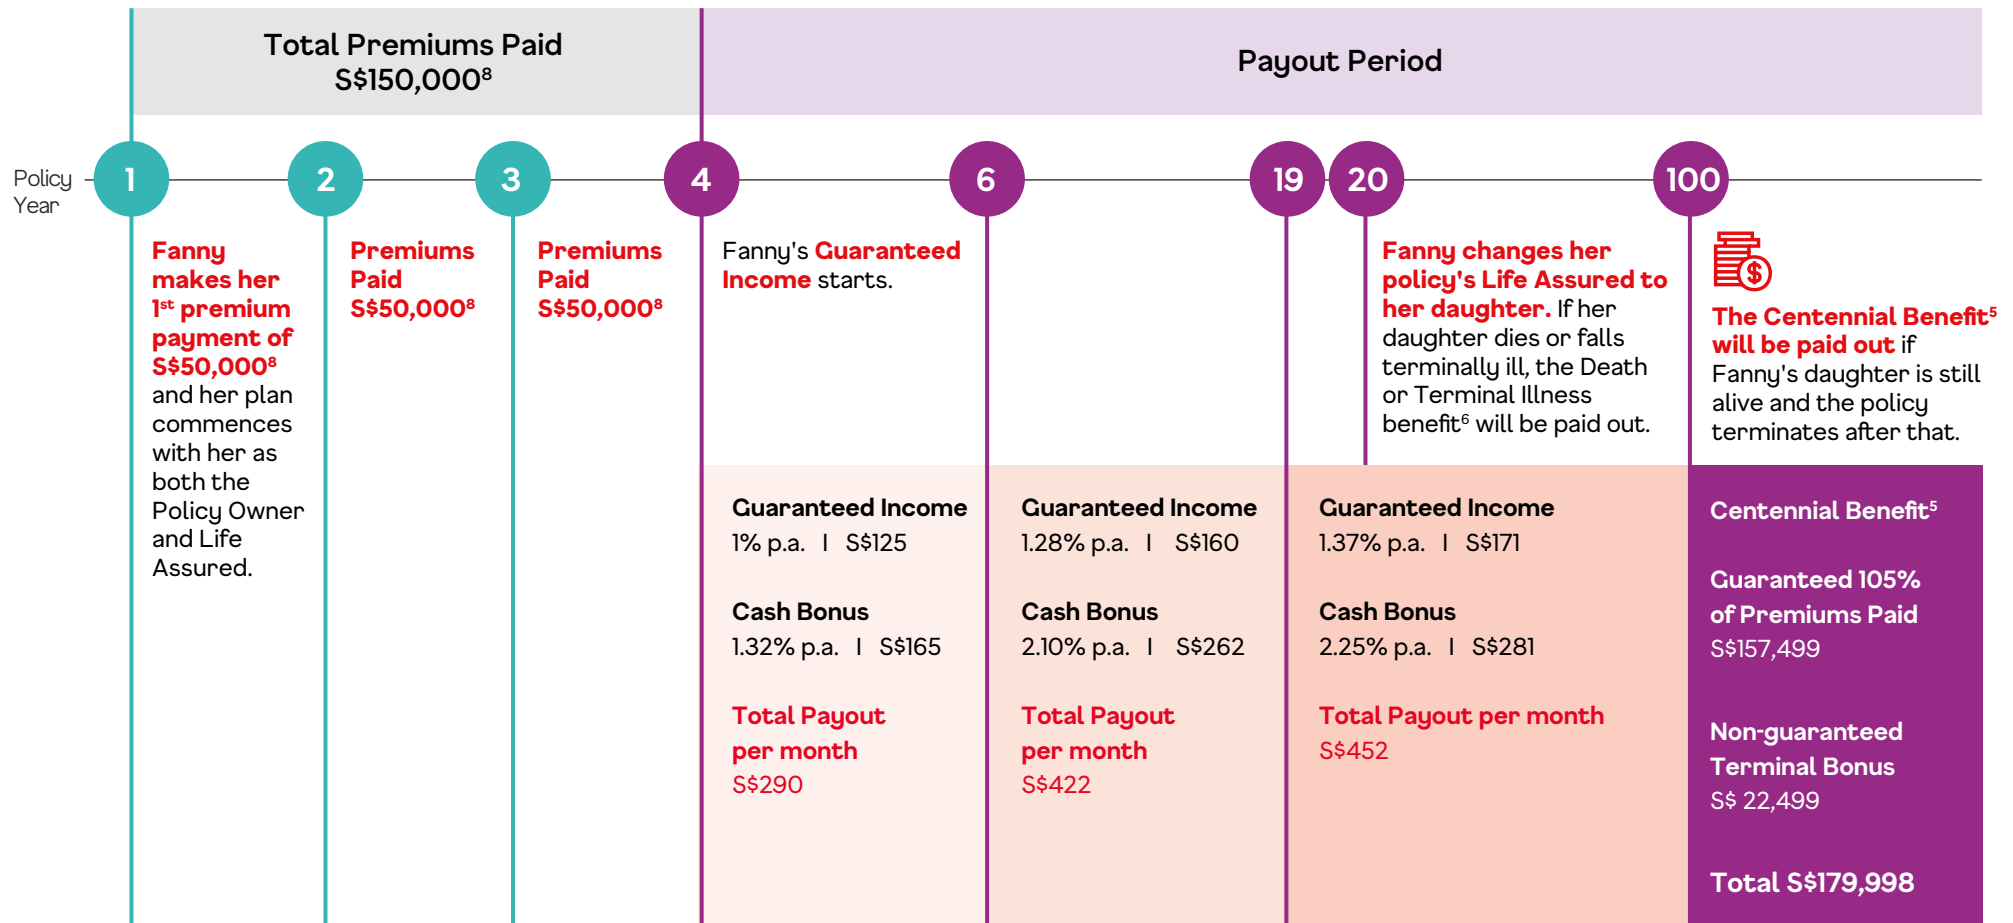 Total Premiums Paid
S$150,000⁸
Payout Period
Policy
Year
1
2
3
4
6
19
20
100
Fanny
makes her
1ˢᵗ premium
payment of
S$50,000⁸
and her plan
commences
with her as
both the
Policy Owner
and Life
Assured.
Premiums
Paid
S$50,000⁸
Premiums
Paid
S$50,000⁸
Fanny's Guaranteed
Income starts.
Fanny changes her
policy's Life Assured to
her daughter. If her
daughter dies or falls
terminally ill, the Death
or Terminal Illness
benefit⁶ will be paid out.
$
The Centennial Benefit⁵
will be paid out if
Fanny's daughter is still
alive and the policy
terminates after that.
Guaranteed Income
1% p.a. I S$125
Cash Bonus
1.32% p.a. I S$165
Total Payout
per month
S$290
Guaranteed Income
1.28% p.a. I S$160
Cash Bonus
2.10% p.a. I S$262
Total Payout
per month
S$422
Guaranteed Income
1.37% p.a. I S$171
Cash Bonus
2.25% p.a. I S$281
Total Payout per month
S$452
Centennial Benefit⁵
Guaranteed 105%
of Premiums Paid
S$157,499
Non-guaranteed
Terminal Bonus
S$ 22,499
Total S$179,998